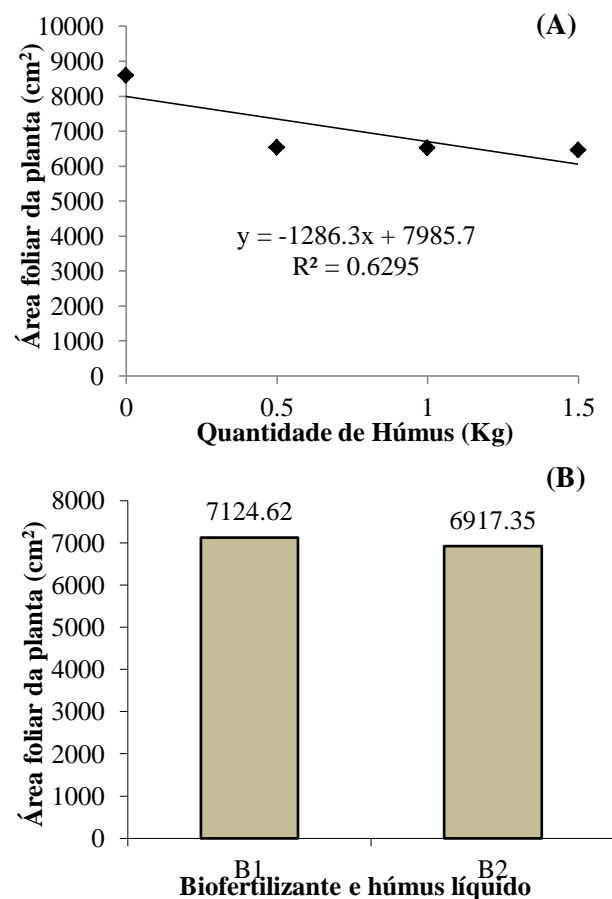 (A)
Área foliar da planta (cm²)
10000
9000
8000
7000
6000
5000
4000
3000
2000
1000
0
y = -1286.3x + 7985.7
R² = 0.6295
0 0.5 1 1.5
Quantidade de Húmus (Kg)
(B)
Área foliar da planta (cm²)
8000
7000
6000
5000
4000
3000
2000
1000
0
7124.62
6917.35
B1 B2
Biofertilizante e húmus líquido